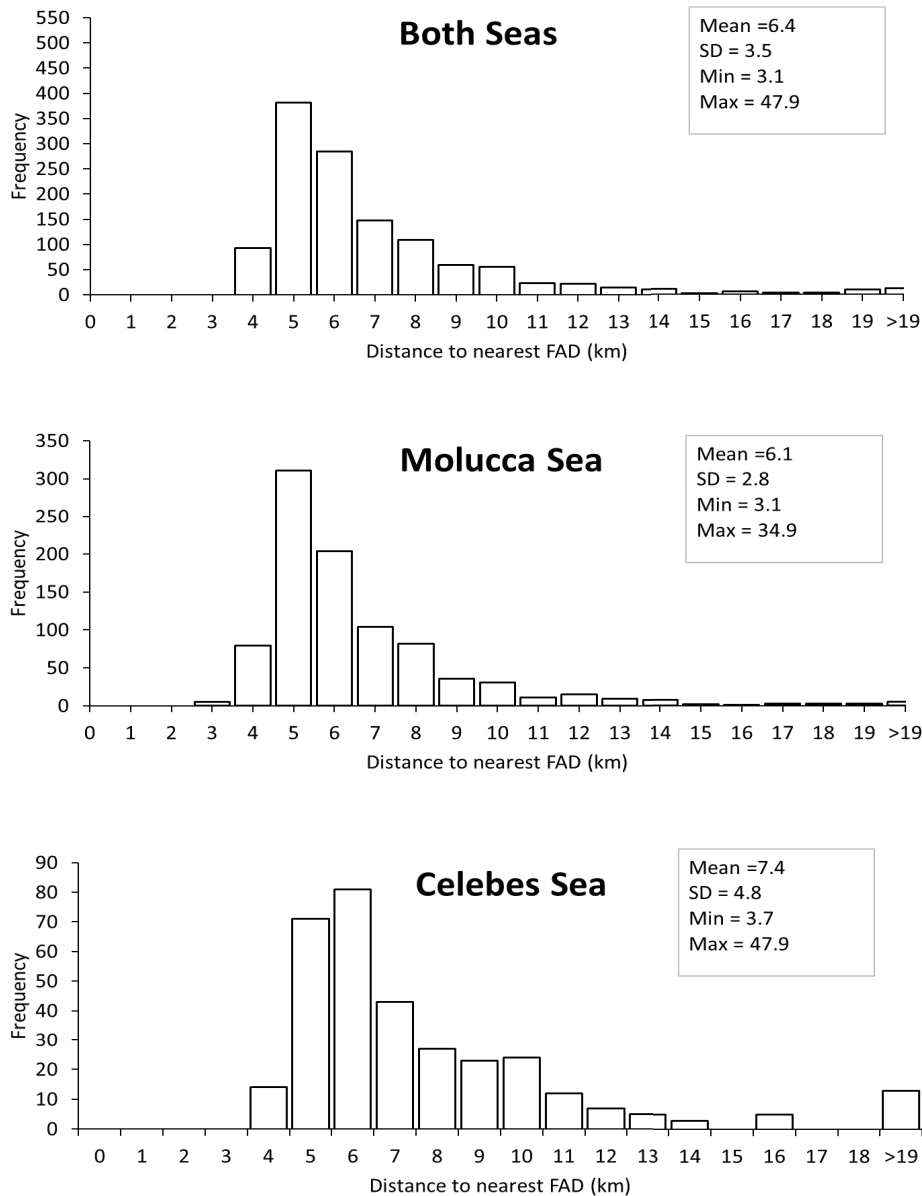 Both Seas
Mean =6.4
SD = 3.5
Min = 3.1
Max = 47.9
Frequency
550
500
450
400
350
300
250
200
150
100
50
0
0 1 2 3 4 5 6 7 8 9 10 11 12 13 14 15 16 17 18 19 >19
Distance to nearest FAD (km)
Molucca Sea
Mean =6.1
SD = 2.8
Min = 3.1
Max = 34.9
Frequency
350
300
250
200
150
100
50
0
0 1 2 3 4 5 6 7 8 9 10 11 12 13 14 15 16 17 18 19 >19
Distance to nearest FAD (km)
Celebes Sea
Mean =7.4
SD = 4.8
Min = 3.7
Max = 47.9
Frequency
90
80
70
60
50
40
30
20
10
0
0 1 2 3 4 5 6 7 8 9 10 11 12 13 14 15 16 17 18 >19
Distance to nearest FAD (km)